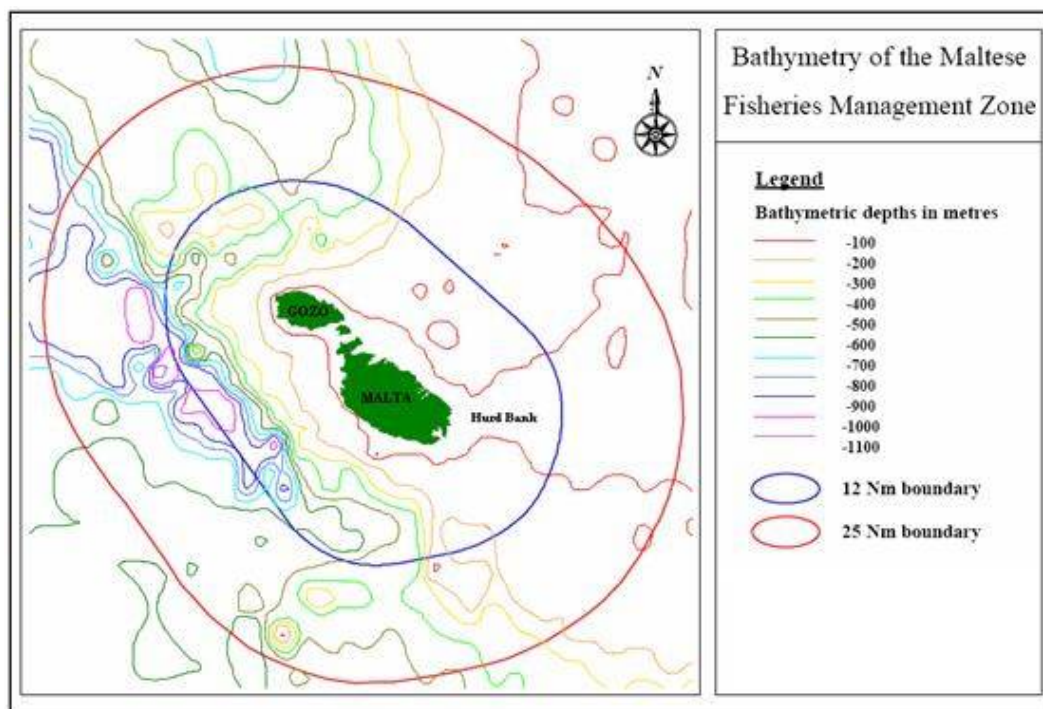 Bathymetry of the Maltese
Fisheries Management Zone
N
GOZO
MALTA
Hurd Bank
Legend
Bathymetric depths in metres
-100
-200
-300
-400
-500
-600
-700
-800
-900
-1000
-1100
12 Nm boundary
25 Nm boundary